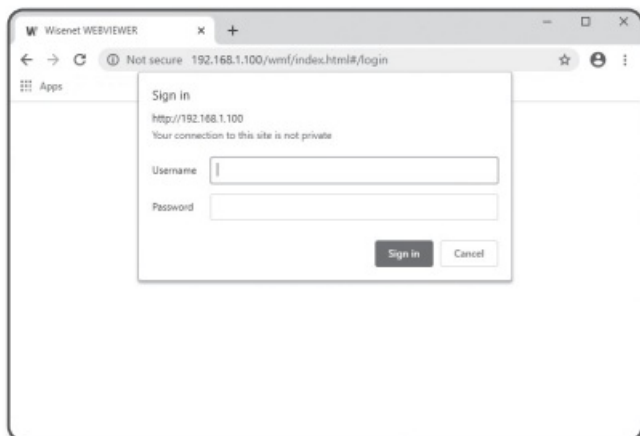 Wisenet WEBVIEWER
Not secure 192.168.1.100/wmf/index.html#/login
Apps
Sign in
http://192.168.1.100
Your connection to this site is not private
Username
Password
Sign in Cancel